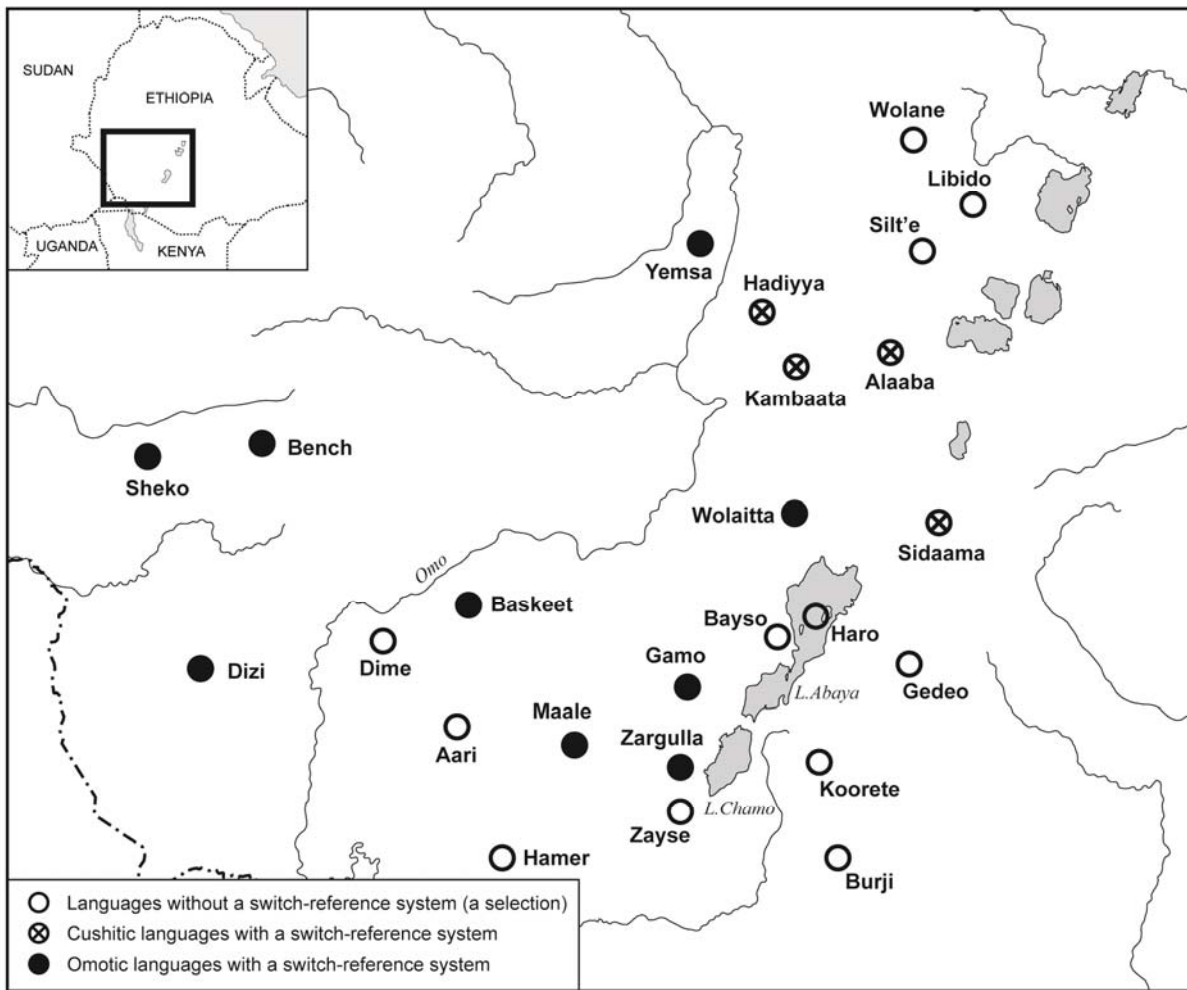 SUDAN
ETHIOPIA
UGANDA
KENYA
Wolane
Libido
Silt'e
Yemsa
Hadiyya
Kambaata
Alaaba
Bench
Sheko
Wolaitta
Sidaama
Omo
Baskeet
Dime
Dizi
Bayso
Haro
Gamo
L.Abaya
Gedeo
Maale
Aari
Zargulla
Koorete
L.Chamo
Zayse
Hamer
Burji
Languages without a switch-reference system (a selection)
Cushitic languages with a switch-reference system
Omotic languages with a switch-reference system